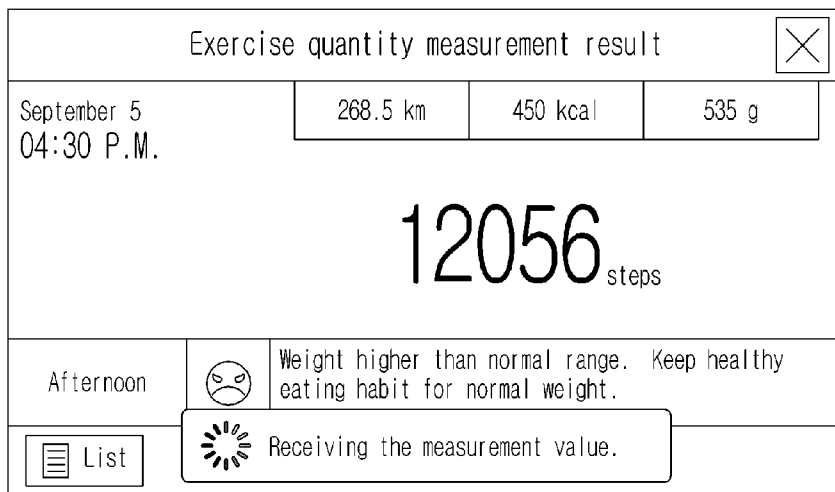 Exercise quantity measurement result
September 5
04:30 P.M.
268.5 km
450 kcal
535 g
12056 steps
Afternoon
Weight higher than normal range. Keep healthy
eating habit for normal weight.
Receiving the measurement value.
List